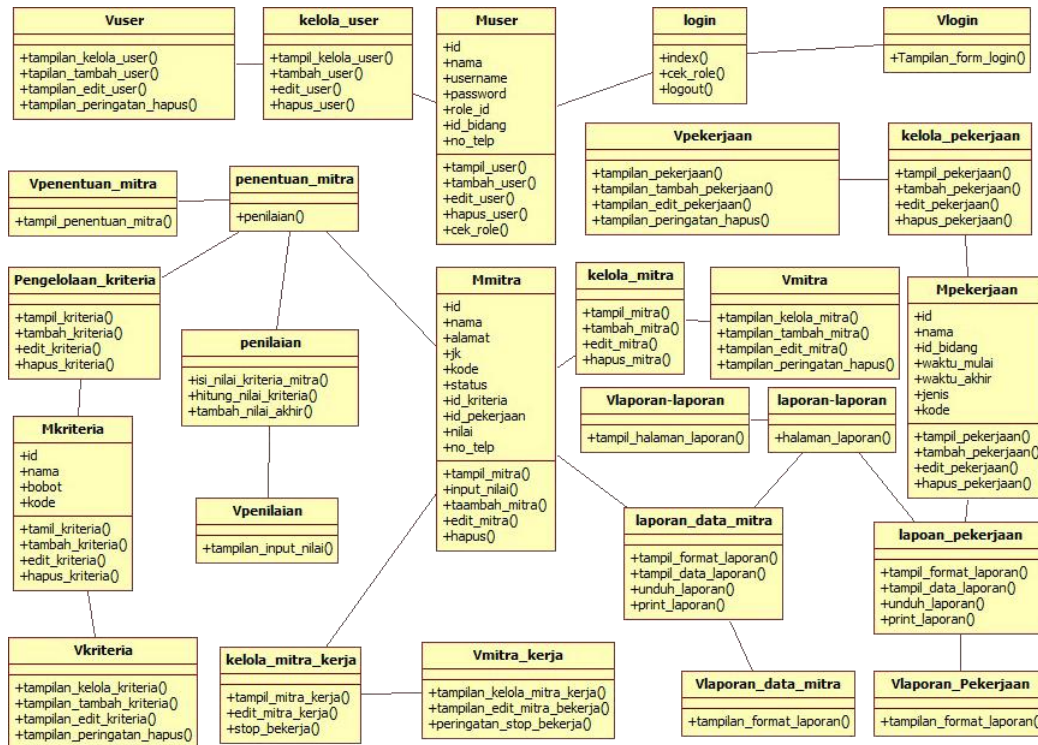 Vuser
+tampilan_kelola_user()
+tapilan_tambah_user()
+tampilan_edit_user()
+tampilan_peringatan_hapus()
kelola_user
+tampil_kelola_user()
+tambah_user()
+edit_user()
+hapus_user()
Muser
+id
+nama
+username
+password
+role_id
+id_bidang
+no_telp
+tampil_user()
+tambah_user()
+edit_user()
+hapus_user()
+cek_role()
login
+index()
+cek_role()
+logout()
Vlogin
+Tampilan_form_login()
Vpekerjaan
+tampilan_pekerjaan()
+tampilan_tambah_pekerjaan()
+tampilan_edit_pekerjaan()
+tampilan_peringatan_hapus()
kelola_pekerjaan
+tampil_pekerjaan()
+tambah_pekerjaan()
+edit_pekerjaan()
+hapus_pekerjaan()
Vpenentuan_mitra
+tampil_penentuan_mitra()
penentuan_mitra
+penilaian()
Pengelolaan_kriteria
+tampil_kriteria()
+tambah_kriteria()
+edit_kriteria()
+hapus_kriteria()
penilaian
+isi_nilai_kriteria_mitra()
+hitung_nilai_kriteria()
+tambah_nilai_akhir()
Mmitra
+id
+nama
+alamat
+jk
+kode
+status
+id_kriteria
+id_pekerjaan
+nilai
+no_telp
+tampil_mitra()
+input_nilai()
+taambah_mitra()
+edit_mitra()
+hapus()
kelola_mitra
+tampil_mitra()
+tambah_mitra()
+edit_mitra()
+hapus_mitra()
Vmitra
+tampilan_kelola_mitra()
+tampilan_tambah_mitra()
+tampilan_edit_mitra()
+tampilan_peringatan_hapus()
Mpekerjaan
+id
+nama
+id_bidang
+waktu_mulai
+waktu_akhir
+jenis
+kode
+tampil_pekerjaan()
+tambah_pekerjaan()
+edit_pekerjaan()
+hapus_pekerjaan()
Vlaporan-laporan
+tampil_halaman_laporan()
laporan-laporan
+halaman_laporan()
Mkriteria
+id
+nama
+bobot
+kode
+tamil_kriteria()
+tambah_kriteria()
+edit_kriteria()
+hapus_kriteria()
Vpenilaian
+tampilan_input_nilai()
laporan_data_mitra
+tampil_format_laporan()
+tampil_data_laporan()
+unduh_laporan()
+print_laporan()
lapoan_pekerjaan
+tampil_format_laporan()
+tampil_data_laporan()
+unduh_laporan()
+print_laporan()
Vkriteria
+tampilan_kelola_kriteria()
+tampilan_tambah_kriteria()
+tampilan_edit_kriteria()
+tampilan_peringatan_hapus()
kelola_mitra_kerja
+tampil_mitra_kerja()
+edit_mitra_kerja()
+stop_bekerja()
Vmitra_kerja
+tampilan_kelola_mitra_kerja()
+tampilan_edit_mitra_bekerja()
+peringatan_stop_bekerja()
Vlaporan_data_mitra
+tampilan_format_laporan()
Vlaporan_Pekerjaan
+tampilan_format_laporan()